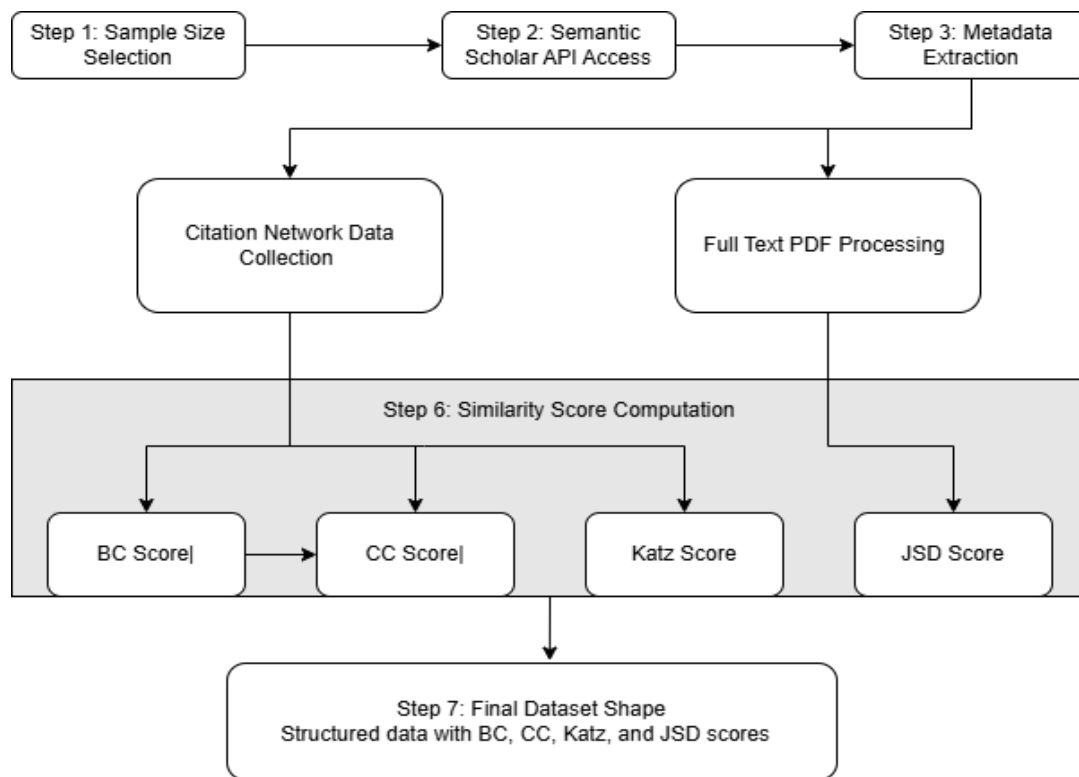 Step 1: Sample Size
Selection
Step 2: Semantic
Scholar API Access
Step 3: Metadata
Extraction
Citation Network Data
Collection
Full Text PDF Processing
Step 6: Similarity Score Computation
BC Score|
CC Score|
Katz Score
JSD Score
Step 7: Final Dataset Shape
Structured data with BC, CC, Katz, and JSD scores